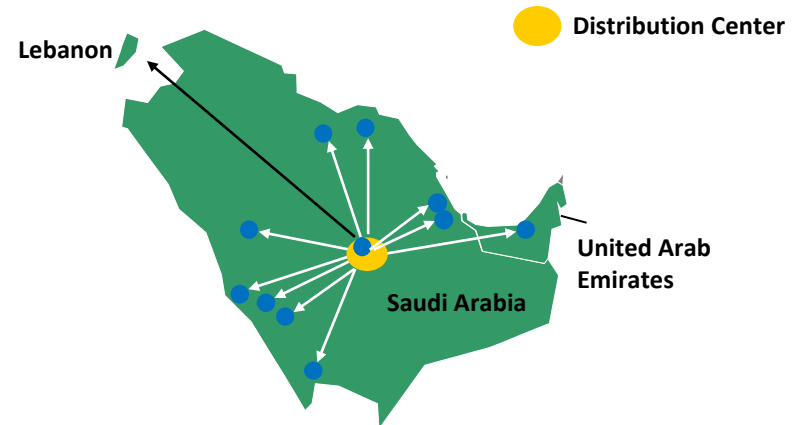 Distribution Center
Lebanon
United Arab
Emirates
Saudi Arabia